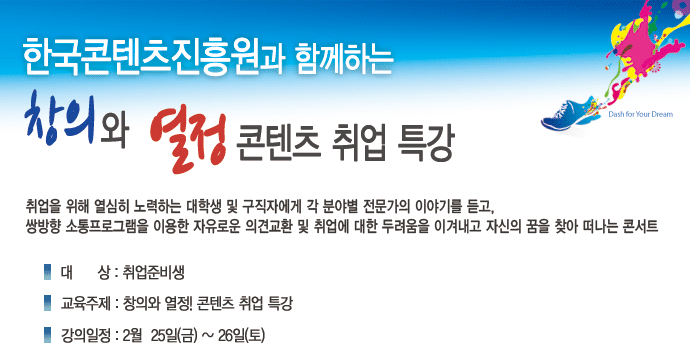 한국콘텐츠진흥원과 함께하는
Dash for Your Dream
창의와 열정 콘텐츠 취업 특강
취업을 위해 열심히 노력하는 대학생 및 구직자에게 각 분야별 전문가의 이야기를 듣고,
쌍방향 소통프로그램을 이용한 자유로운 의견교환 및 취업에 대한 두려움을 이겨내고 자신의 꿈을 찾아 떠나는 콘서트
대 상 : 취업준비생
교육주제 : 창의와 열정! 콘텐츠 취업 특강
강의일정 : 2월 25일(금) ~ 26일(토)